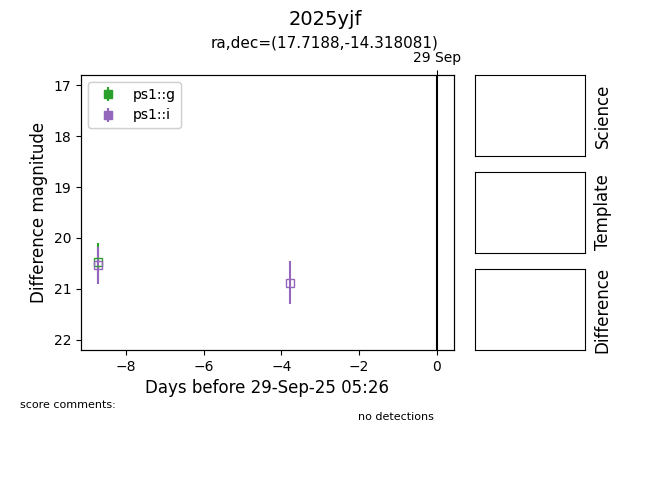 2025yjf
ra,dec=(17.7188,-14.318081)
29 Sep
ps1::g
ps1::i
17
18
19
20
21
22
Difference magnitude
−8
−6
−4
−2
0
Days before 29-Sep-25 05:26
Science
Template
Difference
score comments:
no detections